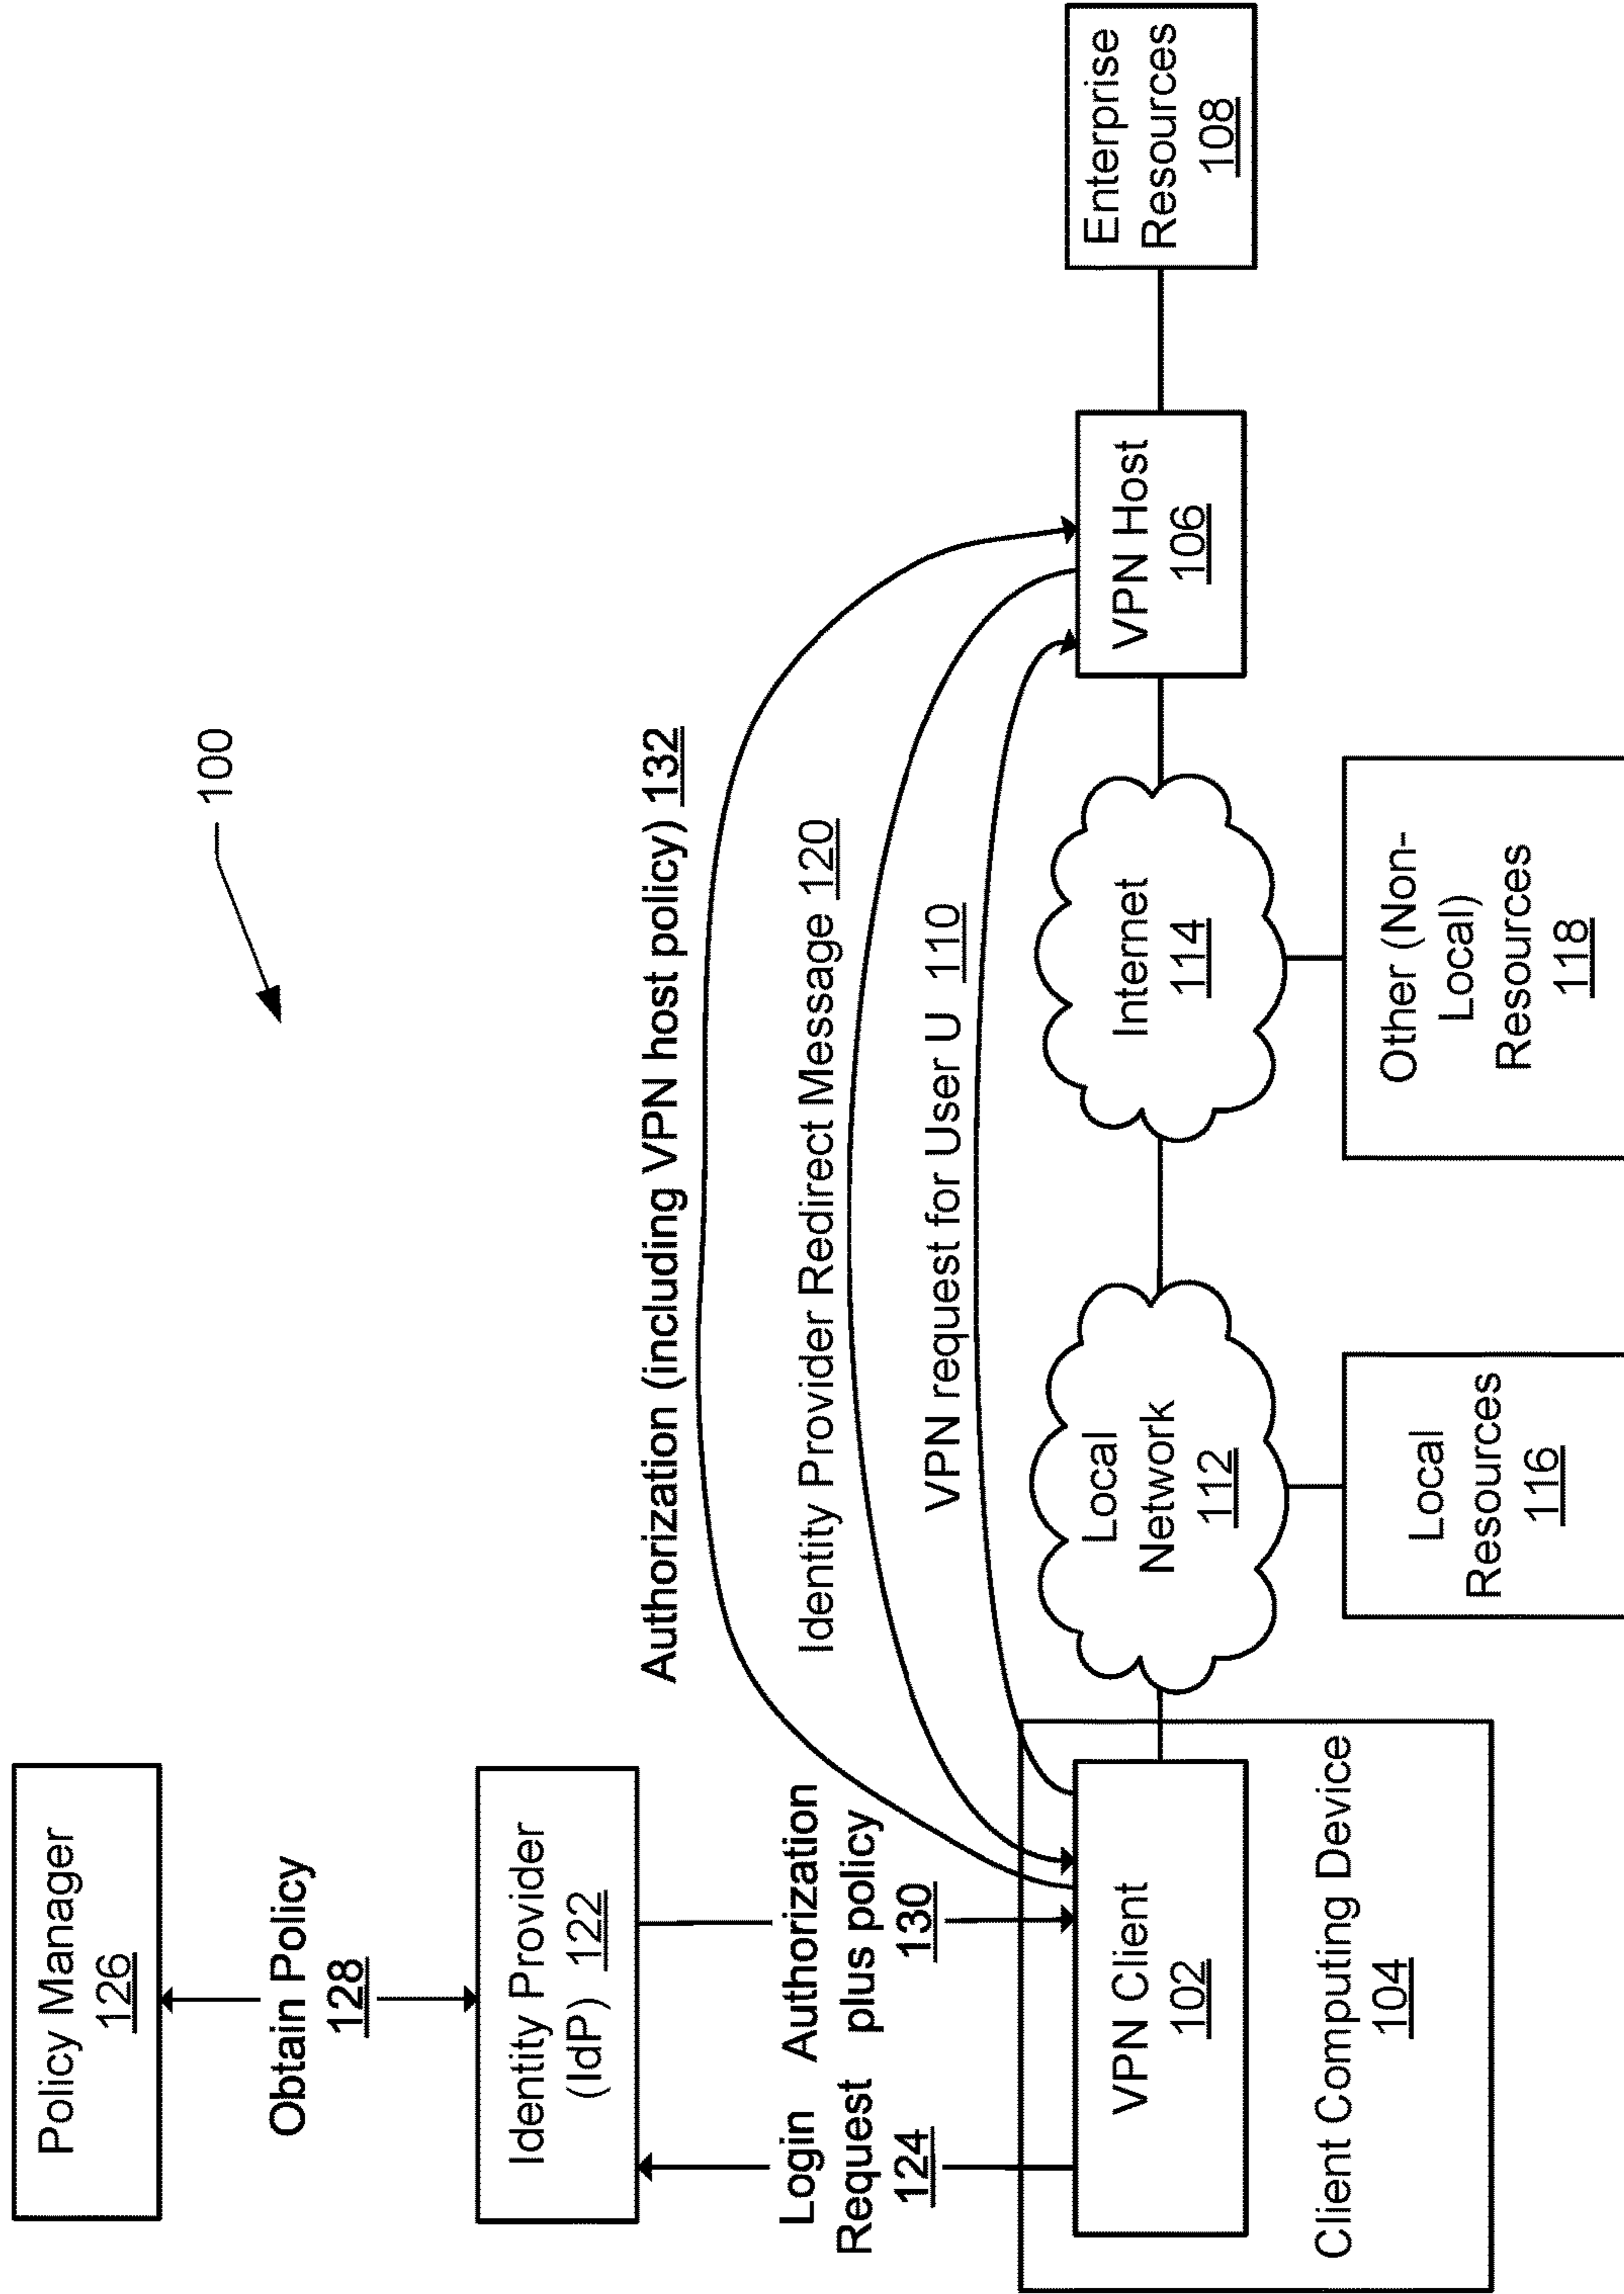 100
Policy Manager
126
Obtain Policy
128
Identity Provider
(IdP) 122
Login
Request
124
Authorization
plus policy
130
Authorization (including VPN host policy) 132
Identity Provider Redirect Message 120
VPN request for User U 110
VPN Client
102
Client Computing Device
104
Local
Network
112
Internet
114
VPN Host
106
Enterprise
Resources
108
Local
Resources
116
Other (Non-
Local)
Resources
118